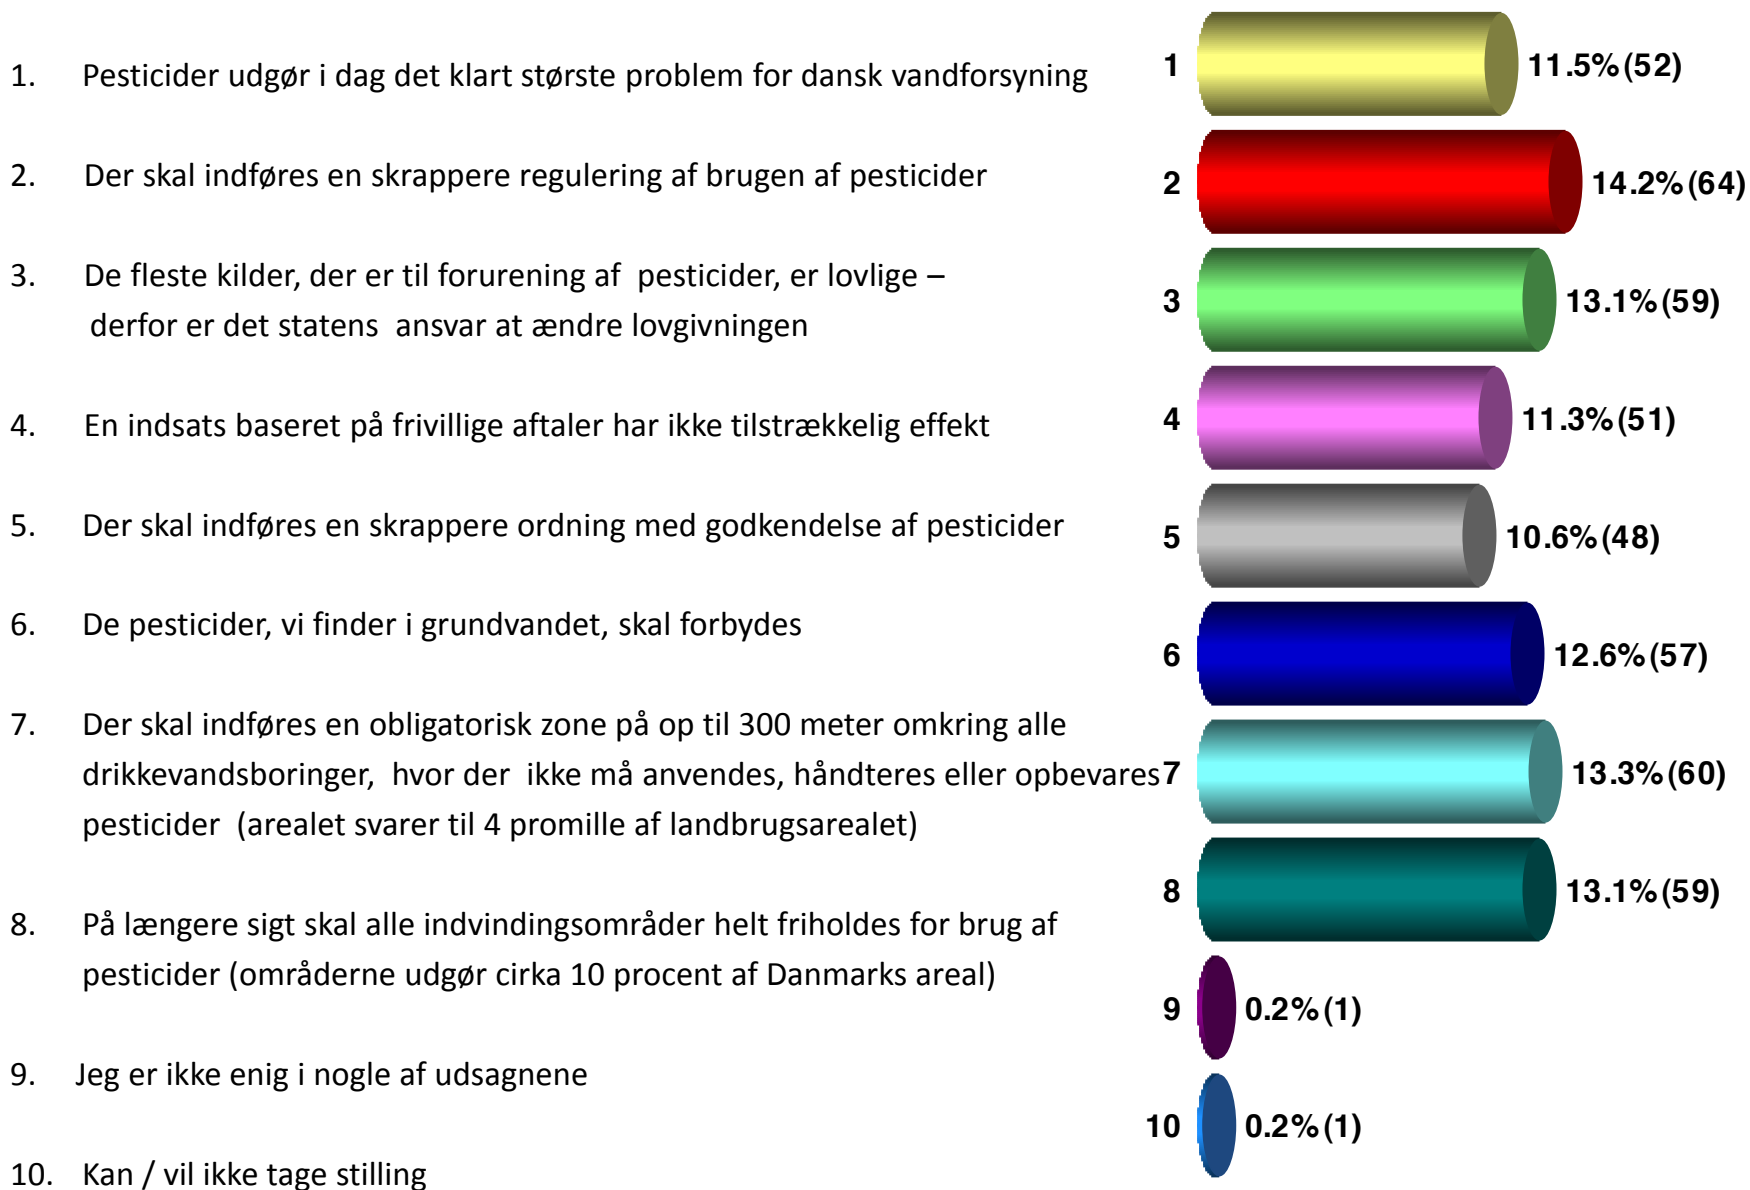 1. Pesticider udgør i dag det klart største problem for dansk vandforsyning
2. Der skal indføres en skrappere regulering af brugen af pesticider
3. De fleste kilder, der er til forurening af pesticider, er lovlige –
derfor er det statens ansvar at ændre lovgivningen
4. En indsats baseret på frivillige aftaler har ikke tilstrækkelig effekt
5. Der skal indføres en skrappere ordning med godkendelse af pesticider
6. De pesticider, vi finder i grundvandet, skal forbydes
7. Der skal indføres en obligatorisk zone på op til 300 meter omkring alle
drikkevandsboringer, hvor der ikke må anvendes, håndteres eller opbevares
pesticider (arealet svarer til 4 promille af landbrugsarealet)
8. På længere sigt skal alle indvindingsområder helt friholdes for brug af
pesticider (områderne udgør cirka 10 procent af Danmarks areal)
9. Jeg er ikke enig i nogle af udsagnene
10. Kan / vil ikke tage stilling
1 11.5% (52)
2 14.2% (64)
3 13.1% (59)
4 11.3% (51)
5 10.6% (48)
6 12.6% (57)
7 13.3% (60)
8 13.1% (59)
9 0.2% (1)
10 0.2% (1)